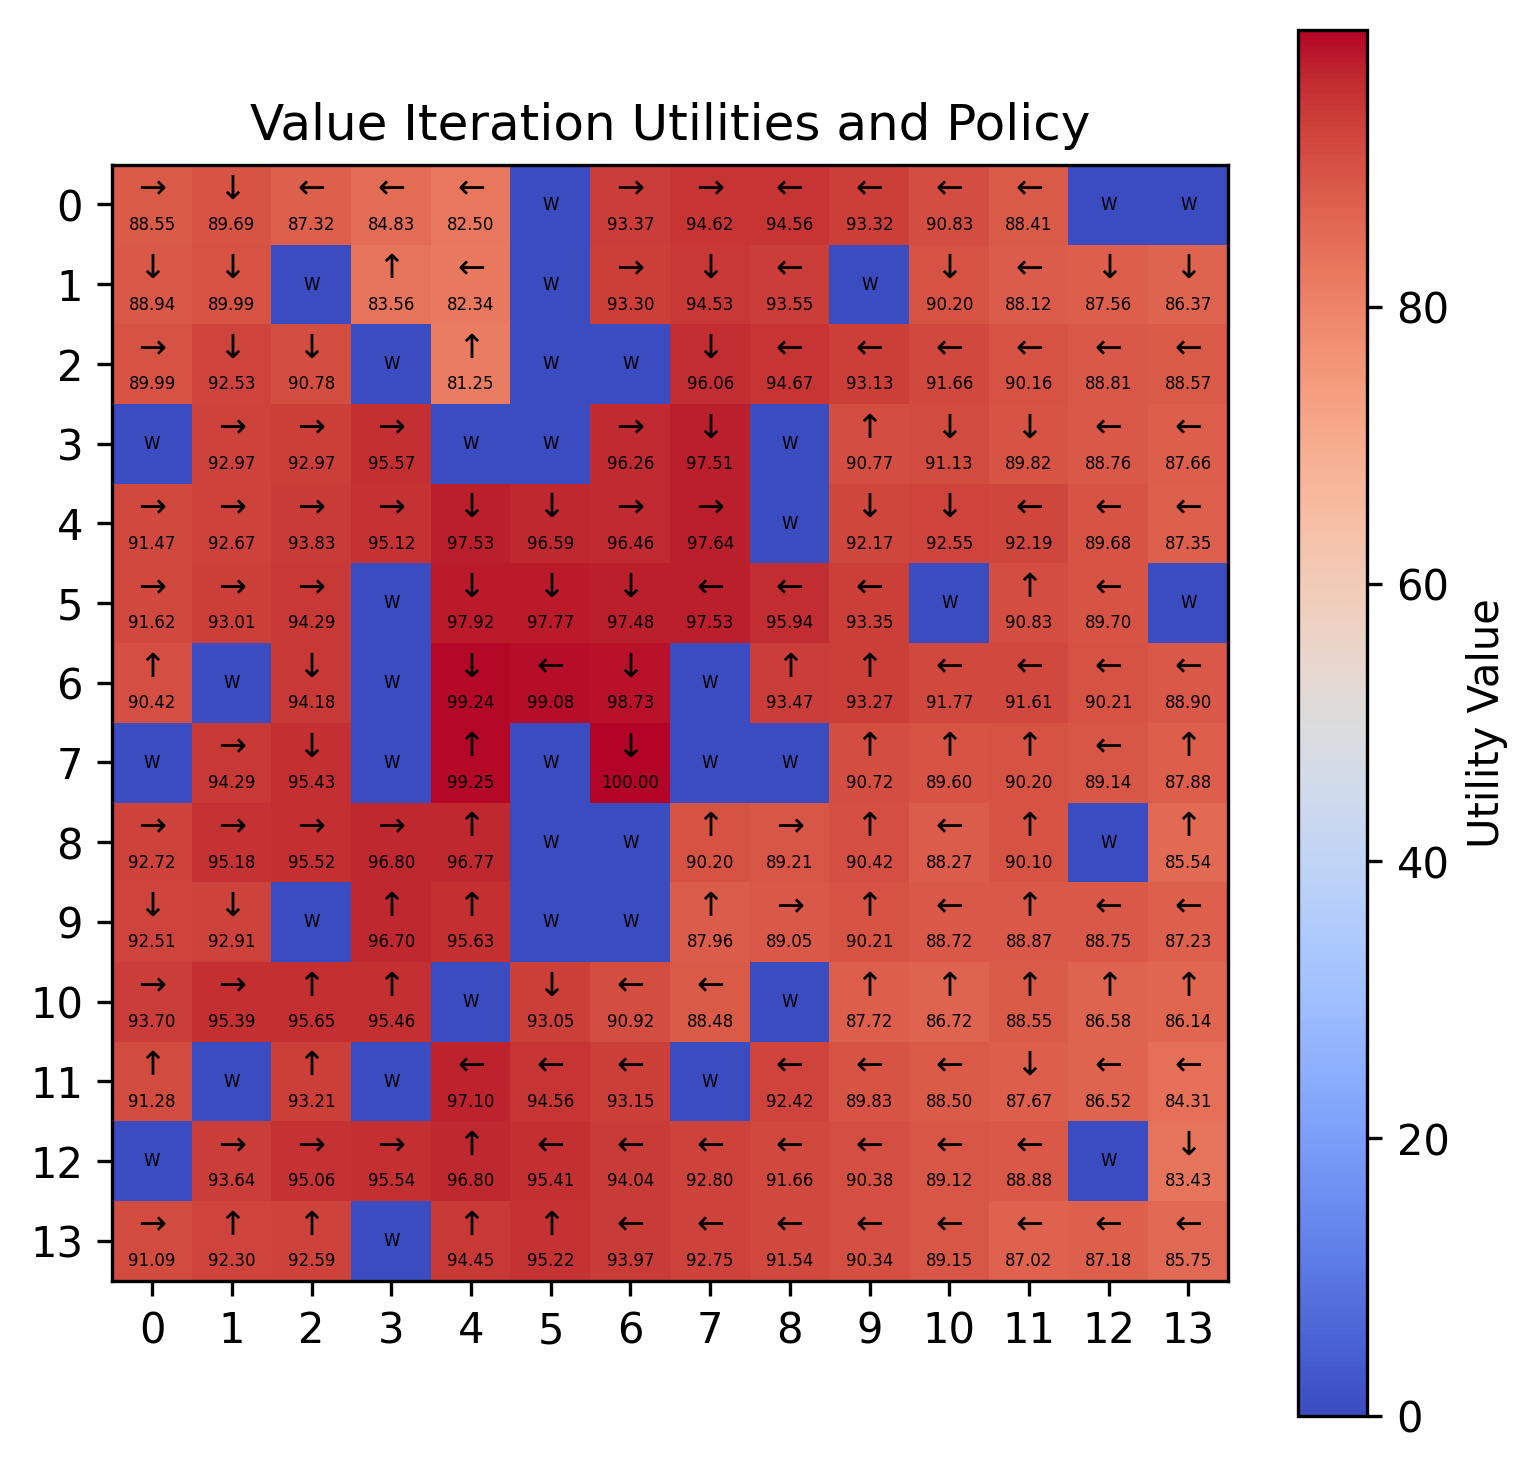 Value Iteration Utilities and Policy
0 → ↓ ← ← ← W → → ← ← ← ← W W
88.55 89.69 87.32 84.83 82.50 93.37 94.62 94.56 93.32 90.83 88.41
1 ↓ ↓ W ↑ ← W → ↓ ← W ↓ ← ↓ ↓
88.94 89.99 83.56 82.34 93.30 94.53 93.55 90.20 88.12 87.56 86.37
2 → ↓ ↓ W ↑ W W ↓ ← ← ← ← ← ←
89.99 92.53 90.78 81.25 96.06 94.67 93.13 91.66 90.16 88.81 88.57
3 W → → → W W → ↓ W ↑ ↓ ↓ ← ←
92.97 92.97 95.57 96.26 97.51 90.77 91.13 89.82 88.76 87.66
4 → → → → ↓ ↓ → → W ↓ ↓ ← ← ←
91.47 92.67 93.83 95.12 97.53 96.59 96.46 97.64 92.17 92.55 92.19 89.68 87.35
5 → → → W ↓ ↓ ↓ ← ← ← W ↑ ← W
91.62 93.01 94.29 97.92 97.77 97.48 97.53 95.94 93.35 90.83 89.70
6 ↑ W ↓ W ↓ ← ↓ W ↑ ↑ ← ← ← ←
90.42 94.18 99.24 99.08 98.73 93.47 93.27 91.77 91.61 90.21 88.90
7 W → ↓ W ↑ W ↓ W W ↑ ↑ ↑ ← ↑
94.29 95.43 99.25 100.00 90.72 89.60 90.20 89.14 87.88
8 → → → → ↑ W W ↑ → ↑ ← ↑ W ↑
92.72 95.18 95.52 96.80 96.77 90.20 89.21 90.42 88.27 90.10 85.54
9 ↓ ↓ W ↑ ↑ W W ↑ → ↑ ← ↑ ← ←
92.51 92.91 96.70 95.63 87.96 89.05 90.21 88.72 88.87 88.75 87.23
10 → → ↑ ↑ W ↓ ← ← W ↑ ↑ ↑ ↑ ↑
93.70 95.39 95.65 95.46 93.05 90.92 88.48 87.72 86.72 88.55 86.58 86.14
11 ↑ W ↑ W ← ← ← W ← ← ← ↓ ← ←
91.28 93.21 97.10 94.56 93.15 92.42 89.83 88.50 87.67 86.52 84.31
12 W → → → ↑ ← ← ← ← ← ← ← W ↓
93.64 95.06 95.54 96.80 95.41 94.04 92.80 91.66 90.38 89.12 88.88 83.43
13 → ↑ ↑ W ↑ ↑ ← ← ← ← ← ← ← ←
91.09 92.30 92.59 94.45 95.22 93.97 92.75 91.54 90.34 89.15 87.02 87.18 85.75
0 1 2 3 4 5 6 7 8 9 10 11 12 13
80
60
40
20
0
Utility Value